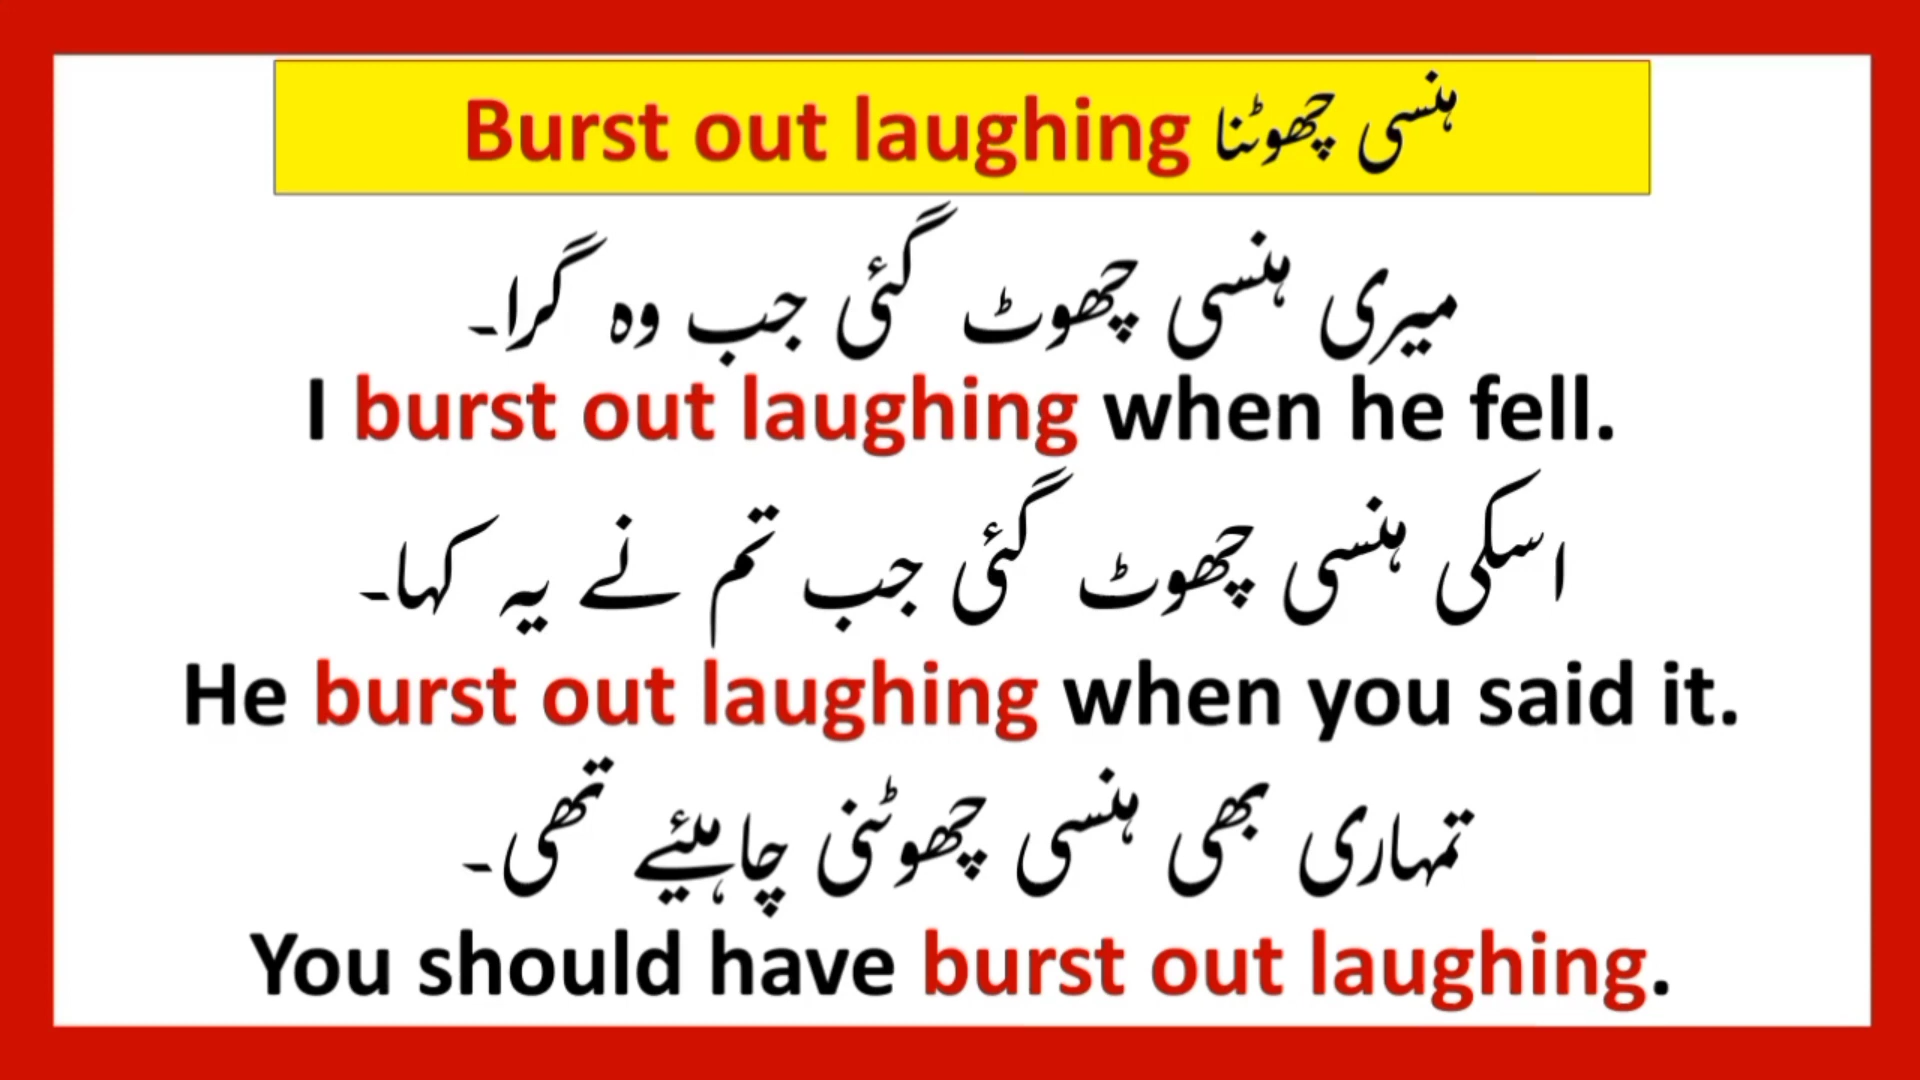 Burst out laughing ہنسی چھوٹنا
میری ہنسی چھوٹ گئی جب وہ گرا۔
I burst out laughing when he fell.
اسکی ہنسی چھوٹ گئی جب تم نے یہ کہا۔
He burst out laughing when you said it.
تمہاری بھی ہنسی چھوٹنی چاہئیے تھی۔
You should have burst out laughing.